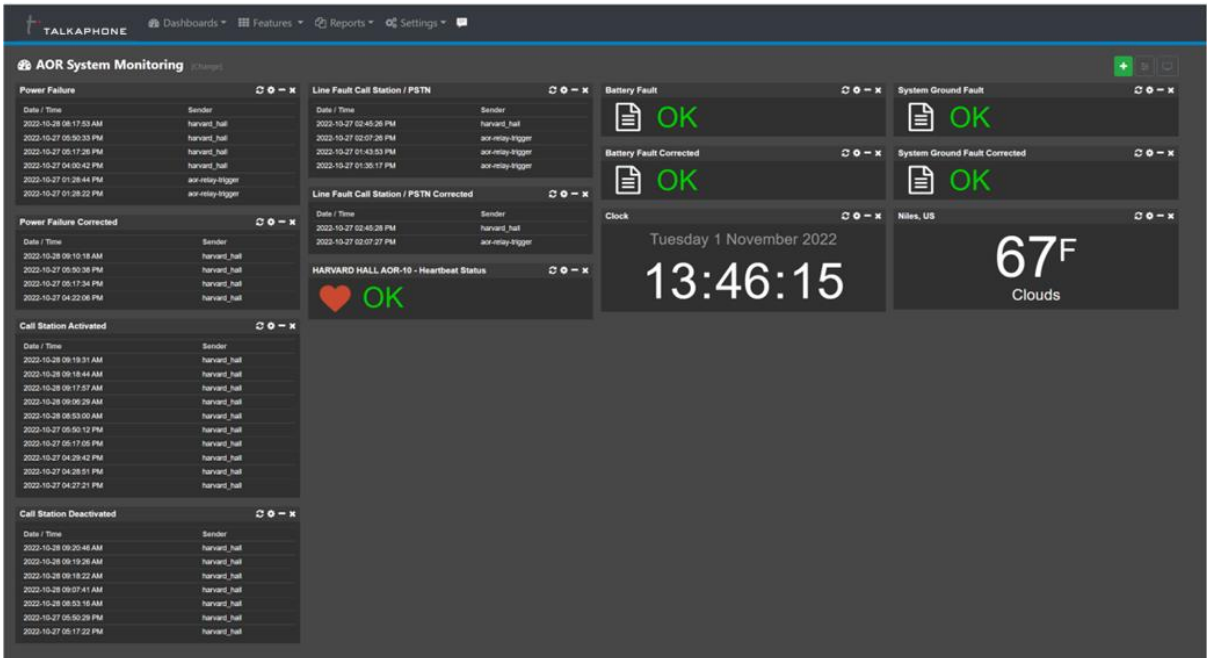 TALKAPHONE
Dashboards Features Reports Settings
AOR System Monitoring [Change]
Power Failure
Date / Time Sender
2022-10-28 08:17:53 AM harvard_hall
2022-10-27 05:50:33 PM harvard_hall
2022-10-27 05:17:26 PM harvard_hall
2022-10-27 04:00:42 PM harvard_hall
2022-10-27 01:28:44 PM aor-relay-trigger
2022-10-27 01:28:22 PM aor-relay-trigger
Power Failure Corrected
Date / Time Sender
2022-10-28 09:10:18 AM harvard_hall
2022-10-27 05:50:38 PM harvard_hall
2022-10-27 05:17:34 PM harvard_hall
2022-10-27 04:22:06 PM harvard_hall
Call Station Activated
Date / Time Sender
2022-10-28 09:19:31 AM harvard_hall
2022-10-28 09:18:44 AM harvard_hall
2022-10-28 09:17:57 AM harvard_hall
2022-10-28 09:06:29 AM harvard_hall
2022-10-28 08:53:00 AM harvard_hall
2022-10-27 05:50:12 PM harvard_hall
2022-10-27 05:17:05 PM harvard_hall
2022-10-27 04:29:42 PM harvard_hall
2022-10-27 04:28:51 PM harvard_hall
2022-10-27 04:27:21 PM harvard_hall
Call Station Deactivated
Date / Time Sender
2022-10-28 09:20:46 AM harvard_hall
2022-10-28 09:19:26 AM harvard_hall
2022-10-28 09:18:22 AM harvard_hall
2022-10-28 09:07:41 AM harvard_hall
2022-10-28 08:53:16 AM harvard_hall
2022-10-27 05:50:29 PM harvard_hall
2022-10-27 05:17:22 PM harvard_hall
Line Fault Call Station / PSTN
Date / Time Sender
2022-10-27 02:45:26 PM harvard_hall
2022-10-27 02:07:26 PM aor-relay-trigger
2022-10-27 01:43:53 PM aor-relay-trigger
2022-10-27 01:35:17 PM aor-relay-trigger
Line Fault Call Station / PSTN Corrected
Date / Time Sender
2022-10-27 02:45:28 PM harvard_hall
2022-10-27 02:07:27 PM aor-relay-trigger
HARVARD HALL AOR-10 - Heartbeat Status
OK
Battery Fault
OK
Battery Fault Corrected
OK
Clock
Tuesday 1 November 2022
13:46:15
System Ground Fault
OK
System Ground Fault Corrected
OK
Niles, US
67F
Clouds